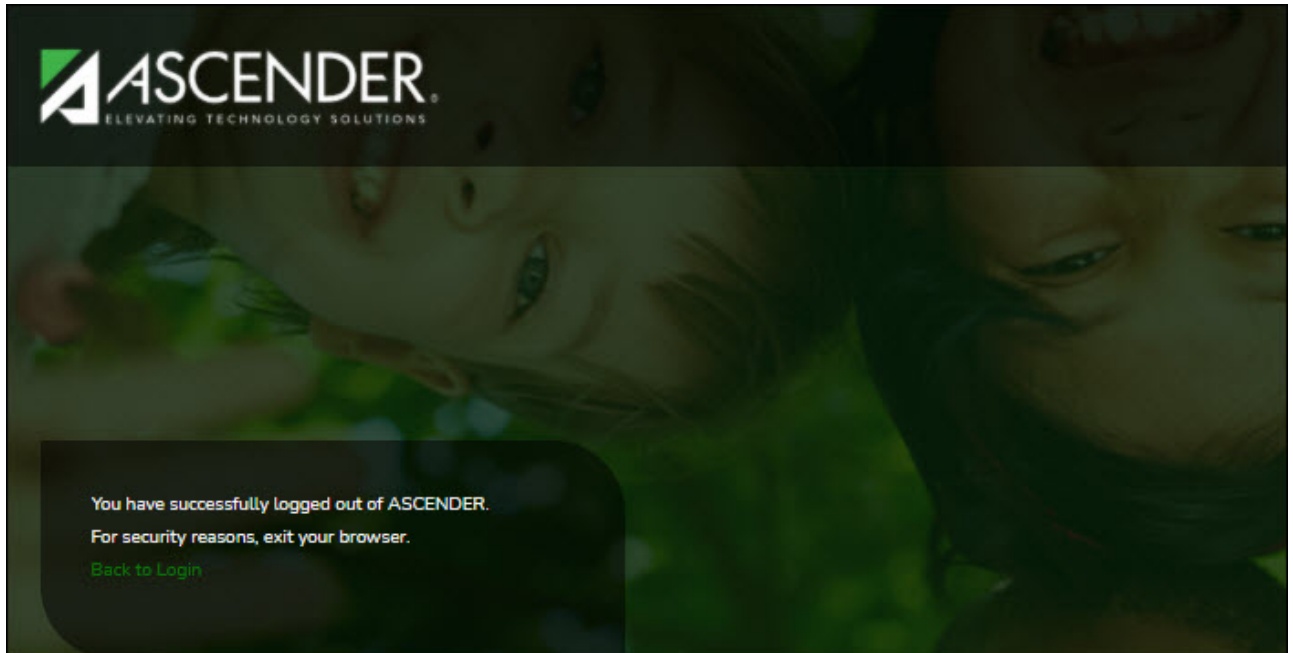 ASCENDER®
ELEVATING TECHNOLOGY SOLUTIONS
You have successfully logged out of ASCENDER.
For security reasons, exit your browser.
Back to Login